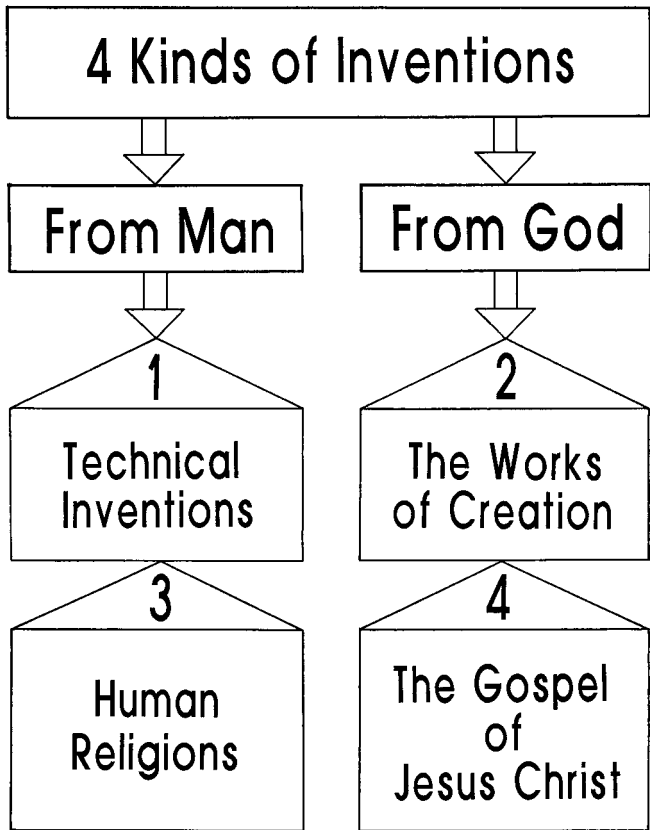 4 Kinds of Inventions
From Man
From God
1
Technical
Inventions
2
The Works
of Creation
3
Human
Religions
4
The Gospel
of
Jesus Christ